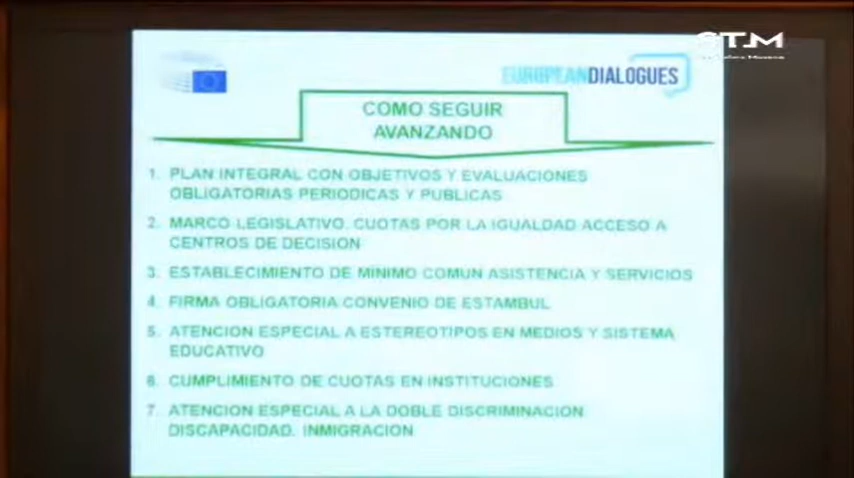 STM
EUROPEANDIALOGUES
COMO SEGUIR
AVANZANDO
1. PLAN INTEGRAL CON OBJETIVOS Y EVALUACIONES
OBLIGATORIAS PERIODICAS Y PUBLICAS
2. MARCO LEGISLATIVO. CUOTAS POR LA IGUALDAD ACCESO A
CENTROS DE DECISION
3. ESTABLECIMIENTO DE MINIMO COMUN ASISTENCIA Y SERVICIOS
4. FIRMA OBLIGATORIA CONVENIO DE ESTAMBUL
5. ATENCION ESPECIAL A ESTEREOTIPOS EN MEDIOS Y SISTEMA
EDUCATIVO
6. CUMPLIMIENTO DE CUOTAS EN INSTITUCIONES
7. ATENCION ESPECIAL A LA DOBLE DISCRIMINACION
DISCAPACIDAD. INMIGRACION